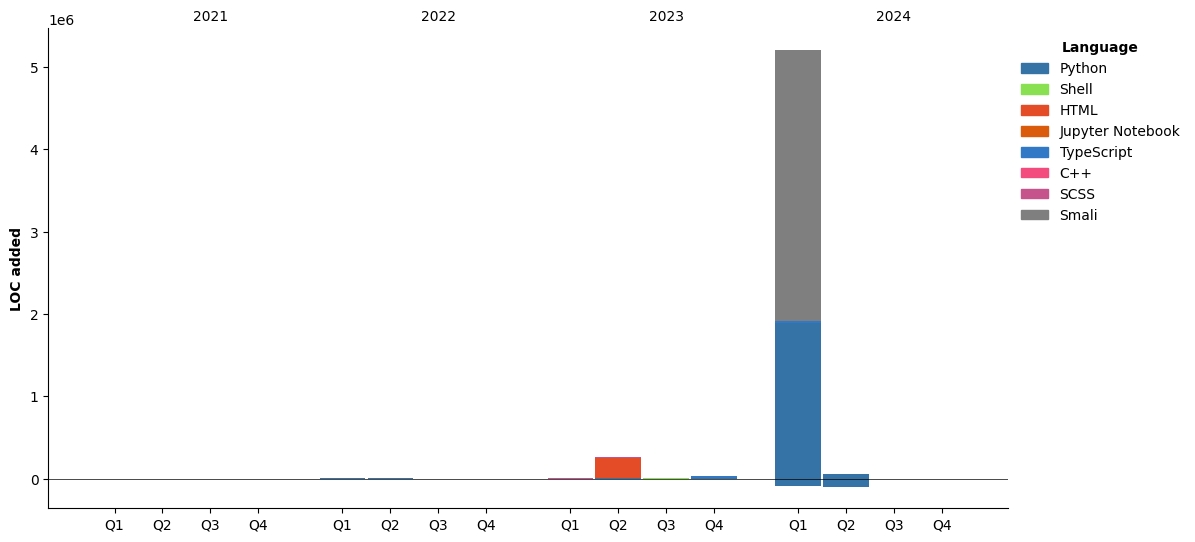 1e6
2021 2022 2023 2024
LOC added
5
4
3
2
1
0
Q1 Q2 Q3 Q4 Q1 Q2 Q3 Q4 Q1 Q2 Q3 Q4 Q1 Q2 Q3 Q4
Language
Python
Shell
HTML
Jupyter Notebook
TypeScript
C++
SCSS
Smali